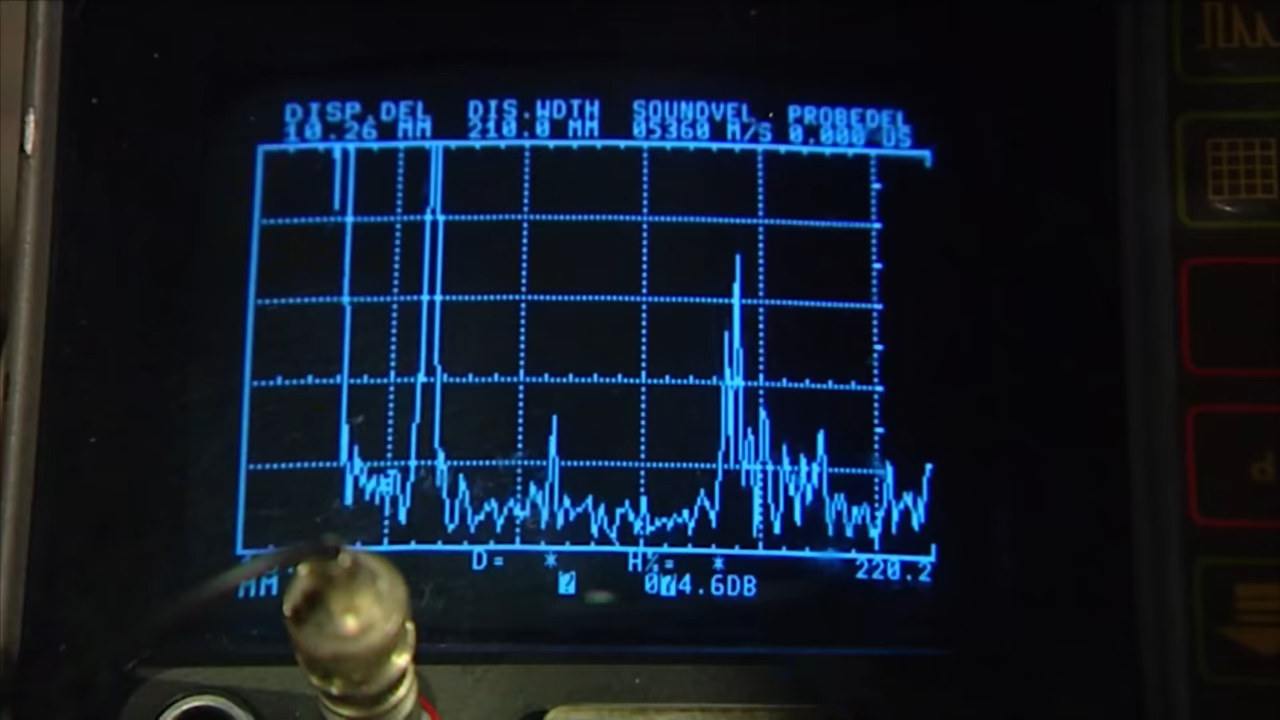 DISP.DEL DIS.WDTH SOUNDVEL. PROBEDEL
10.26 MM 210.0 MM 05360 M/S 0.000 US
D= * H%= * 220.2
MM ? 0?4.6DB
d